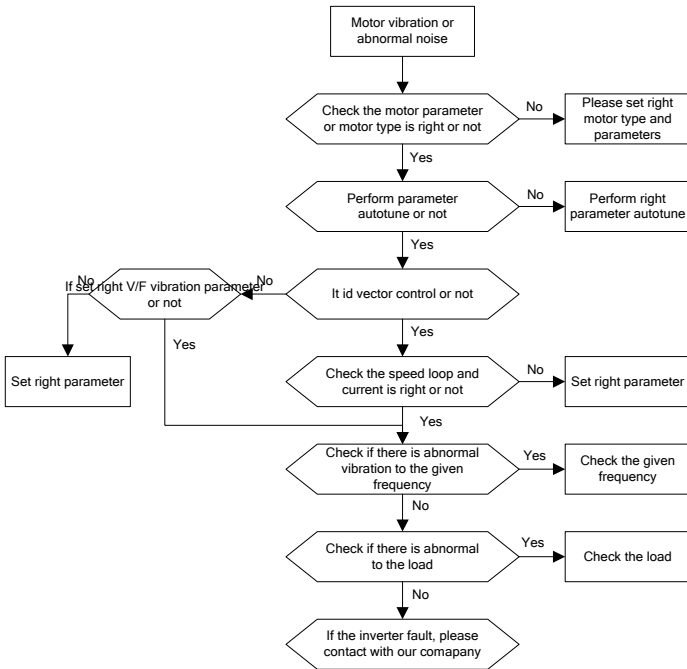 Motor vibration or
abnormal noise
Check the motor parameter
or motor type is right or not
No
Please set right
motor type and
parameters
Yes
Perform parameter
autotune or not
No
Perform right
parameter autotune
Yes
No
If set right V/F vibration parameter
or not
No
It id vector control or not
Yes
Yes
Set right parameter
Check the speed loop and
current is right or not
No
Set right parameter
Yes
Check if there is abnormal
vibration to the given
frequency
Yes
Check the given
frequency
No
Check if there is abnormal
to the load
Yes
Check the load
No
If the inverter fault, please
contact with our comapany